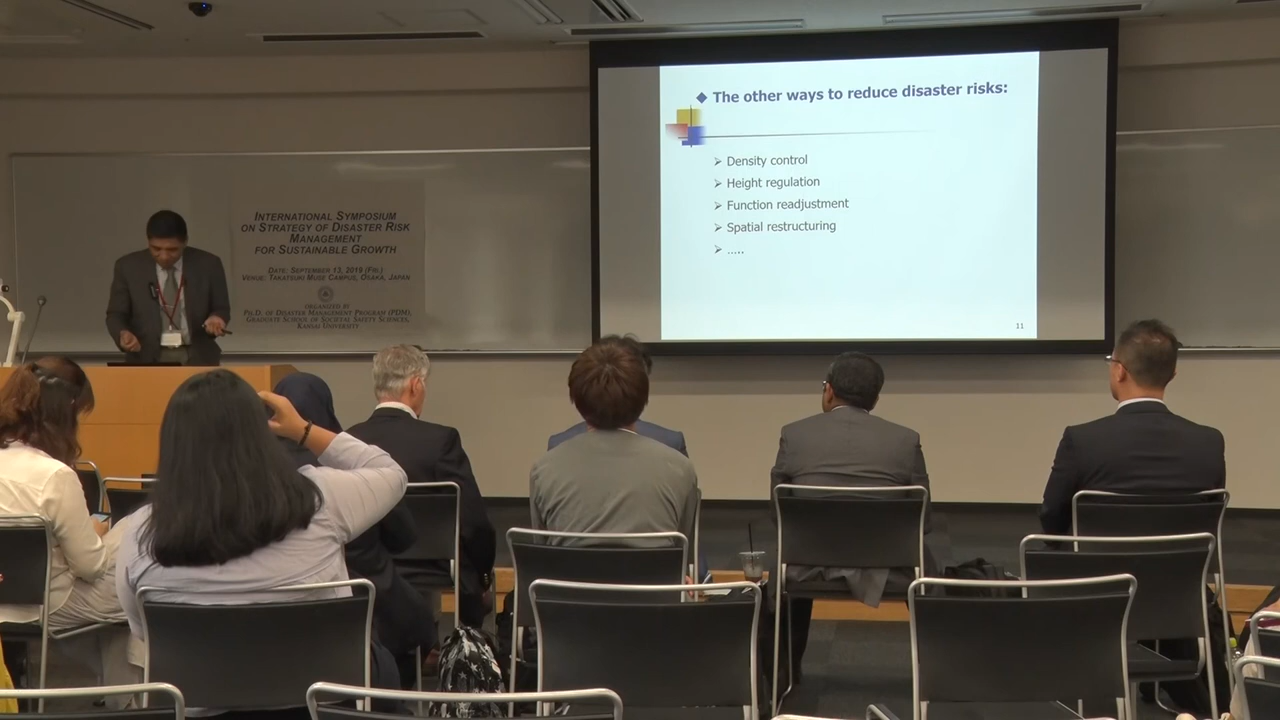 ◆ The other ways to reduce disaster risks:
➢ Density control
➢ Height regulation
➢ Function readjustment
➢ Spatial restructuring
➢ .....
11
INTERNATIONAL SYMPOSIUM
ON STRATEGY OF DISASTER RISK
MANAGEMENT
FOR SUSTAINABLE GROWTH
DATE: SEPTEMBER 13, 2019 (FRI.)
VENUE: TAKATSUKI MUSE CAMPUS, OSAKA, JAPAN
ORGANIZED BY
PH.D. OF DISASTER MANAGEMENT PROGRAM (PDM),
GRADUATE SCHOOL OF SOCIETAL SAFETY SCIENCES,
KANSAI UNIVERSITY